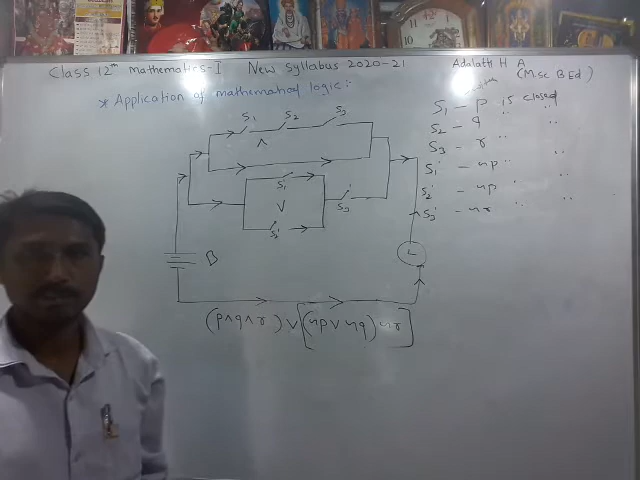 Class 12th mathematics-I New syllabus 2020-21 Adalath H A
(M.sc B Ed)
* Application of mathematical logic :-
S₁ - p is closed
S₂ - q " "
S₃ - r "
S₁' - ~p " "
S₂' - ~p " "
S₃' - ~r " "
S₁ S₂ S₃
∧
S₁'
∨
S₃'
S₂'
B
L
(p∧q∧r) ∨ [(~p∨~q) ~r]